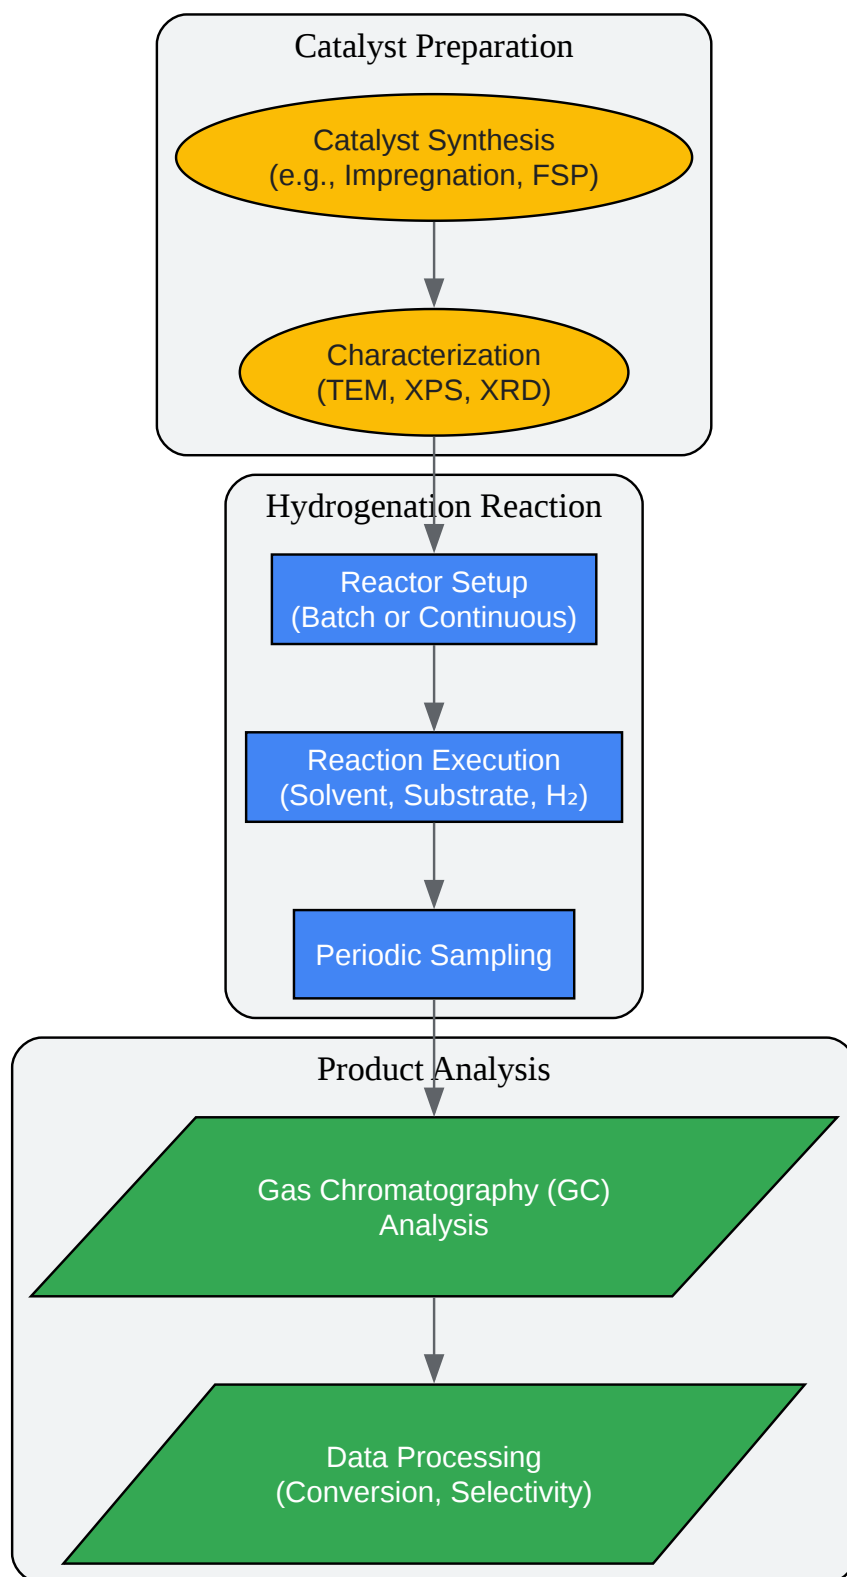 Catalyst Preparation
Catalyst Synthesis
(e.g., Impregnation, FSP)
Characterization
(TEM, XPS, XRD)
Hydrogenation Reaction
Reactor Setup
(Batch or Continuous)
Reaction Execution
(Solvent, Substrate, H₂)
Periodic Sampling
Product Analysis
Gas Chromatography (GC)
Analysis
Data Processing
(Conversion, Selectivity)